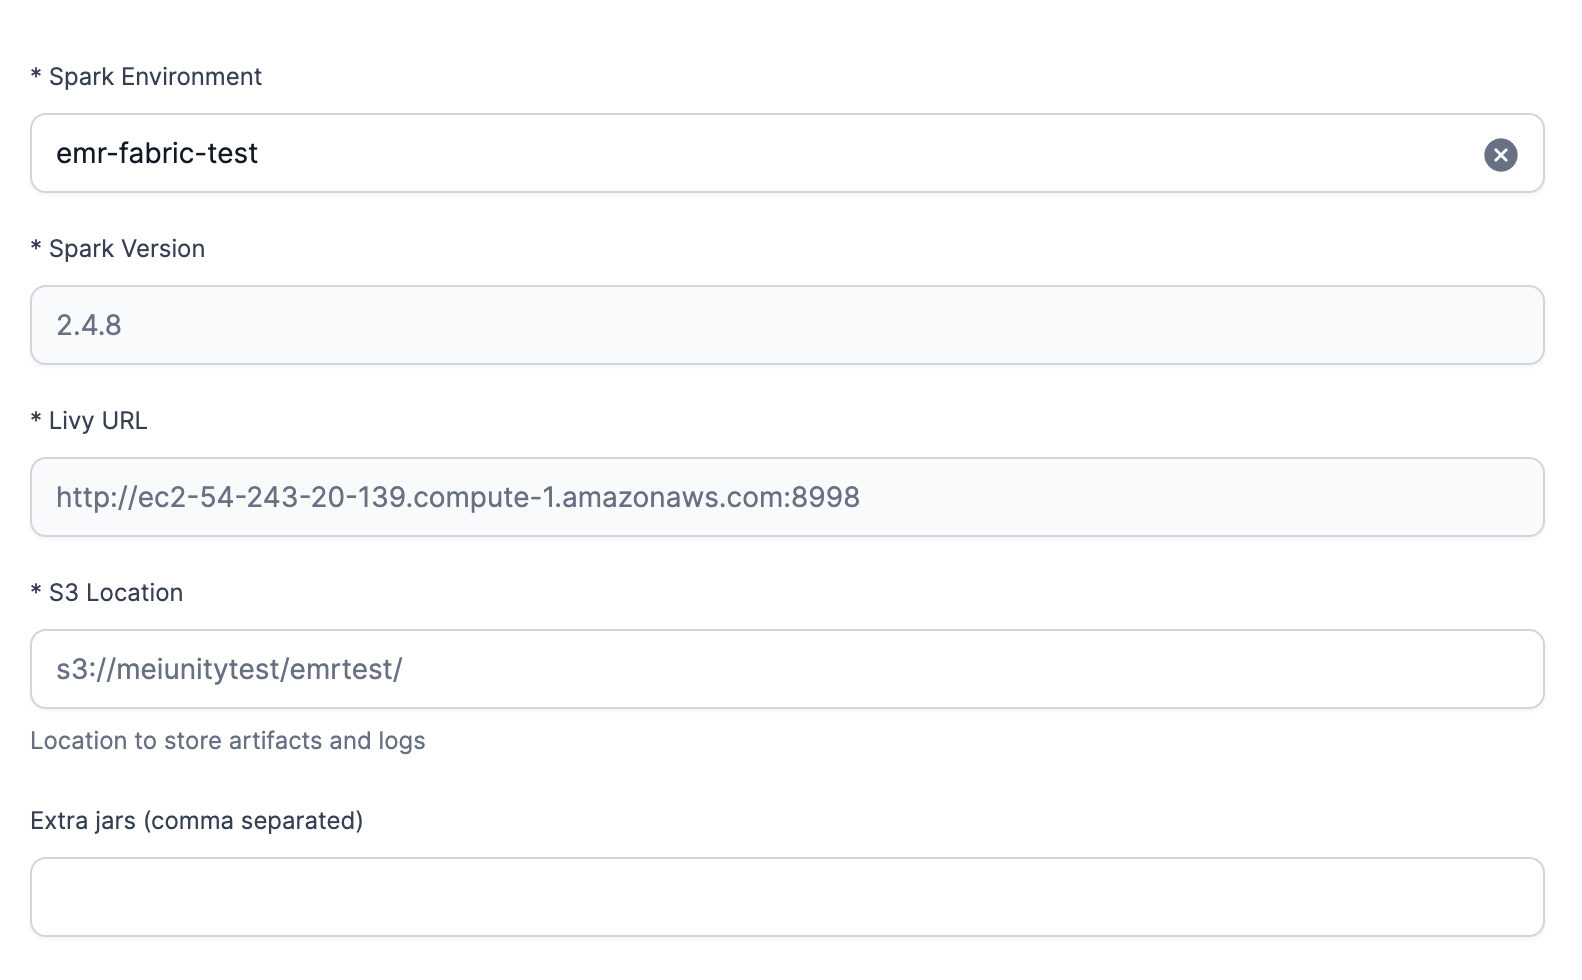 * Spark Environment
emr-fabric-test
* Spark Version
2.4.8
* Livy URL
http://ec2-54-243-20-139.compute-1.amazonaws.com:8998
* S3 Location
s3://meiunitytest/emrtest/
Location to store artifacts and logs
Extra jars (comma separated)